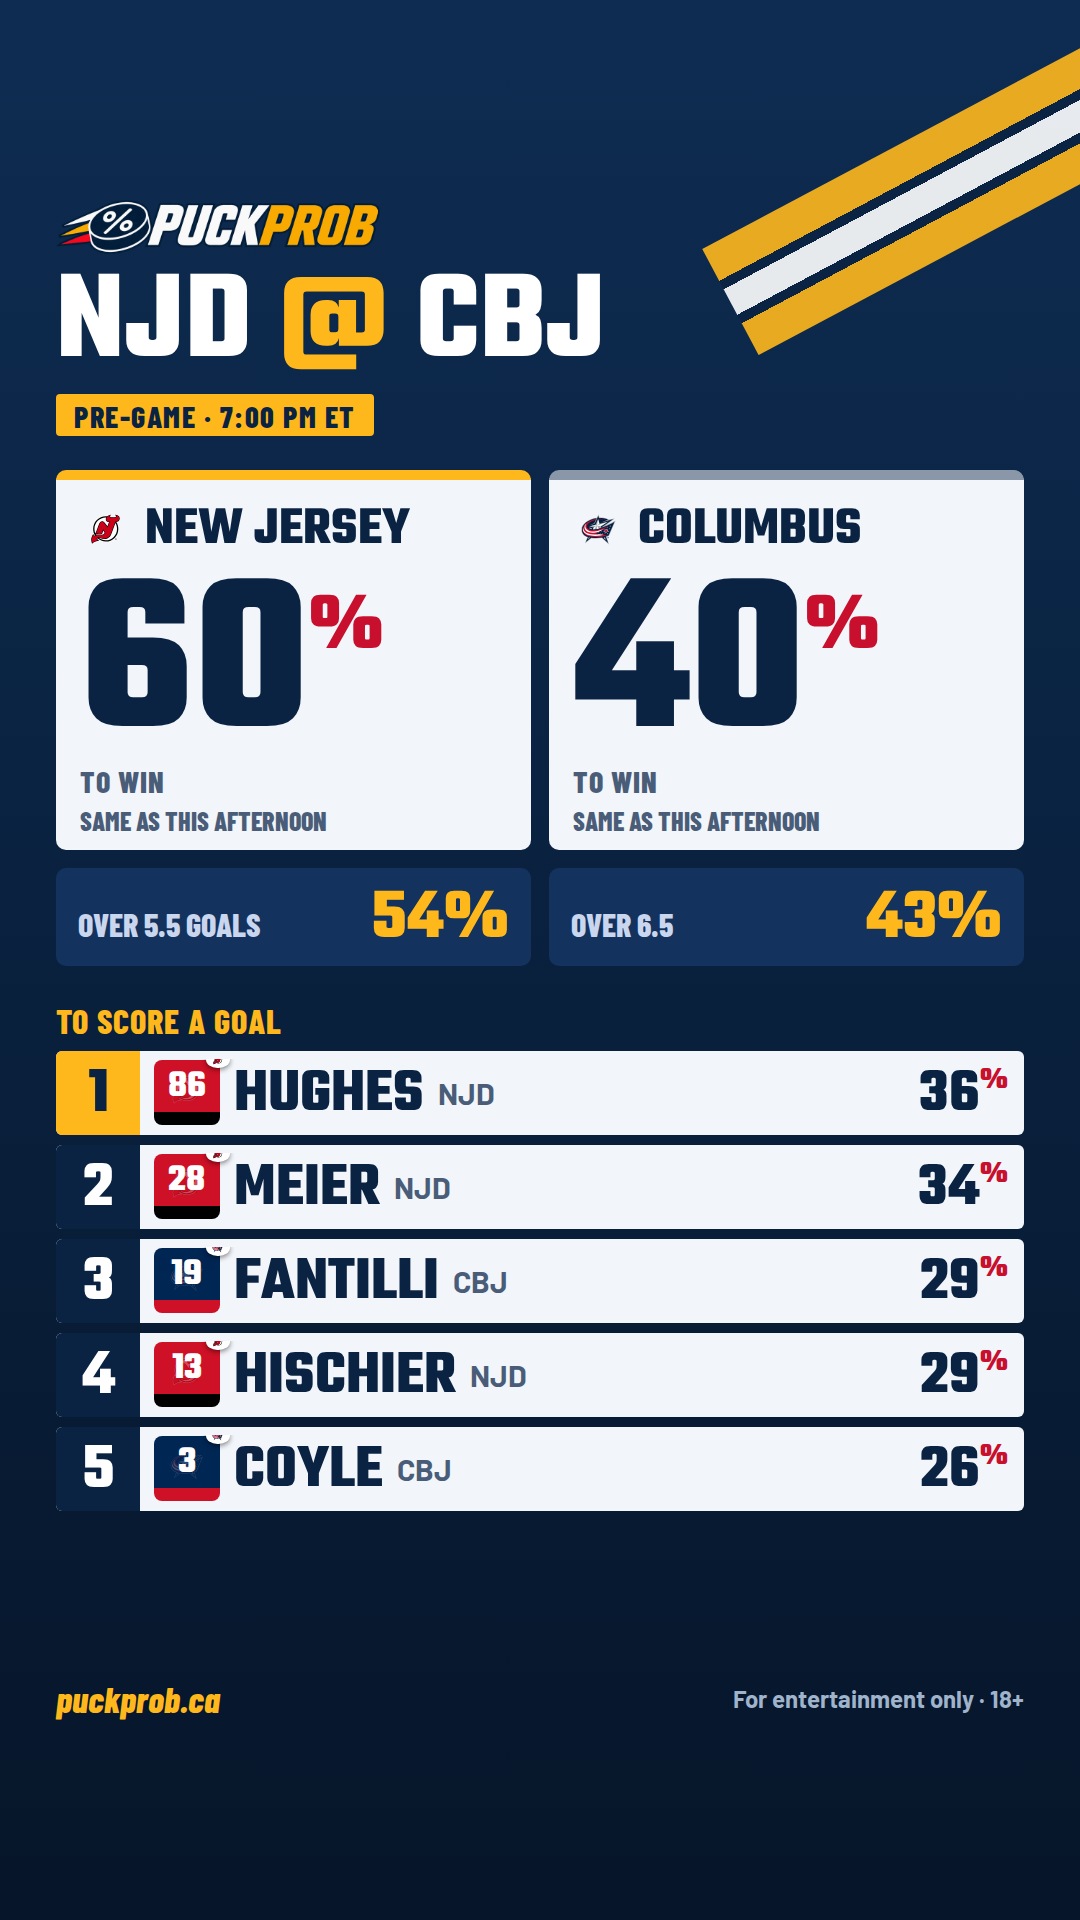 % PUCKPROB
NJD @ CBJ
PRE-GAME · 7:00 PM ET
NEW JERSEY
60%
TO WIN
SAME AS THIS AFTERNOON
COLUMBUS
40%
TO WIN
SAME AS THIS AFTERNOON
OVER 5.5 GOALS 54%
OVER 6.5 43%
TO SCORE A GOAL
1 86 HUGHES NJD 36%
2 28 MEIER NJD 34%
3 19 FANTILLI CBJ 29%
4 13 HISCHIER NJD 29%
5 3 COYLE CBJ 26%
puckprob.ca
For entertainment only · 18+